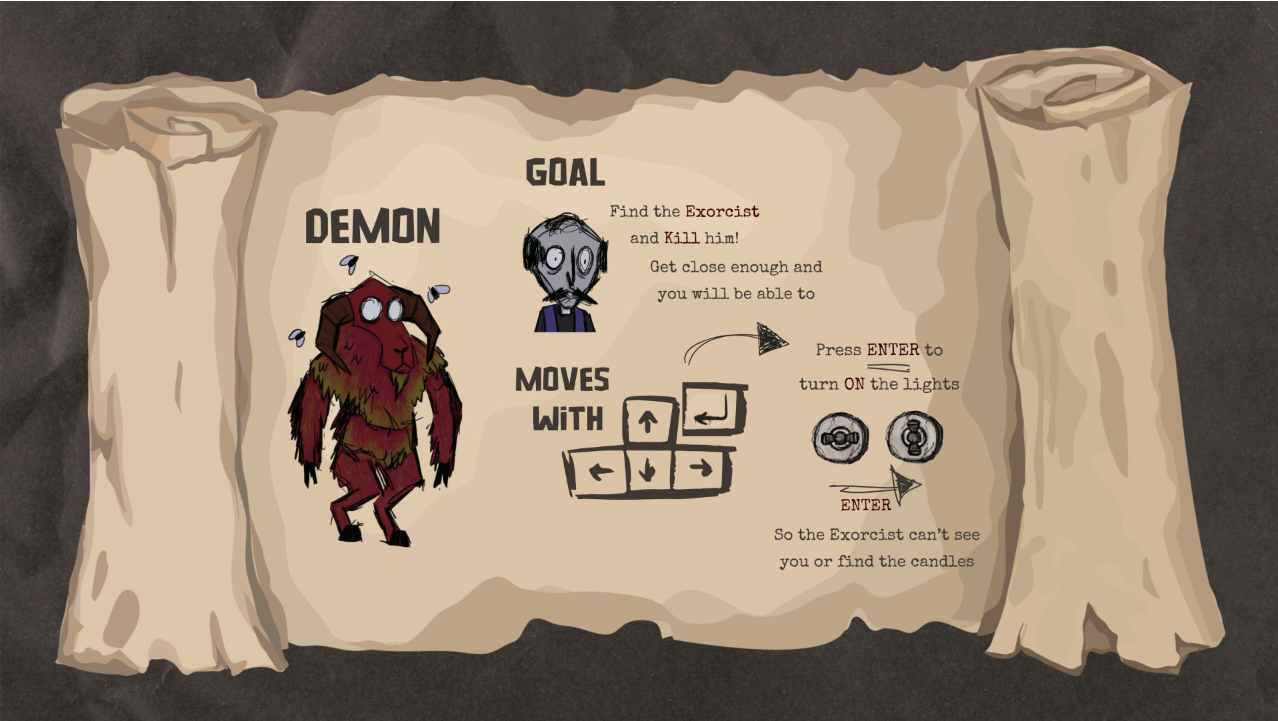 DEMON
GOAL
Find the Exorcist
and Kill him!
Get close enough and
you will be able to
MOVES
WiTH
Press ENTER to
turn ON the lights
ENTER
So the Exorcist can't see
you or find the candles